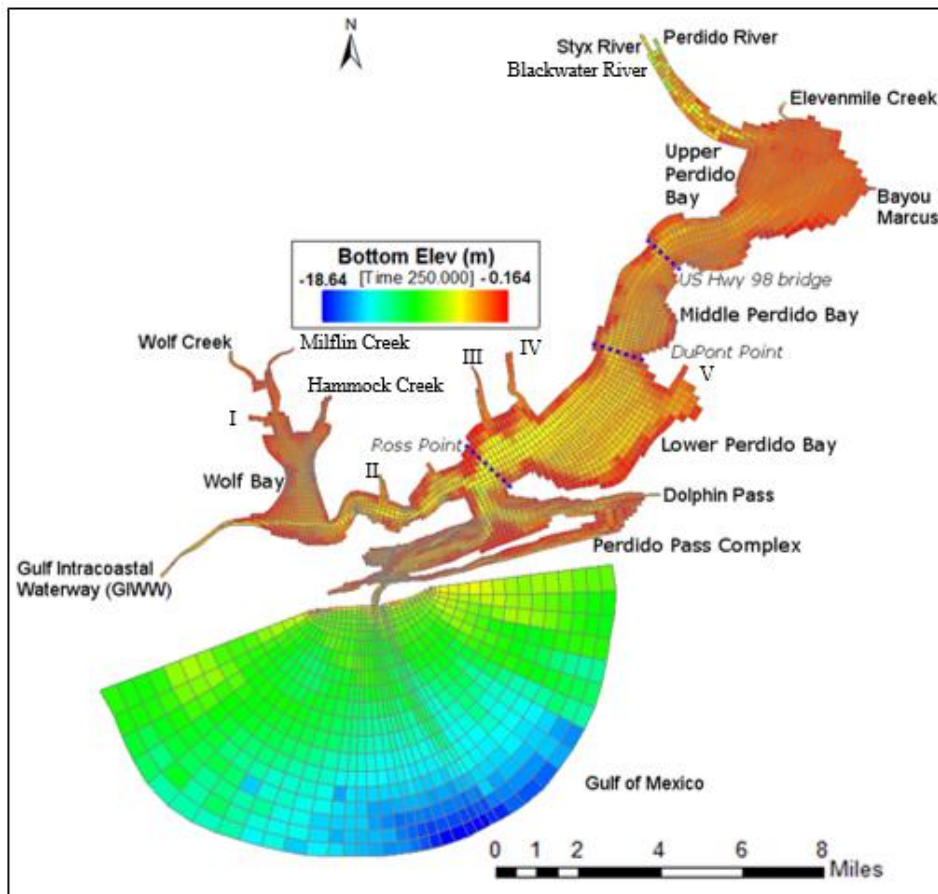 N
Styx River
Perdido River
Blackwater River
Elevenmile Creek
Upper
Perdido
Bay
Bayou
Marcus
Bottom Elev (m)
-18.64 [Time 250.000] -0.164
US Hwy 98 bridge
Middle Perdido Bay
Wolf Creek
Milflin Creek
III
IV
DuPont Point
V
Hammock Creek
I
Ross Point
Lower Perdido Bay
Wolf Bay
II
Dolphin Pass
Perdido Pass Complex
Gulf Intracoastal
Waterway (GIWW)
Gulf of Mexico
0 1 2 4 6 8
Miles